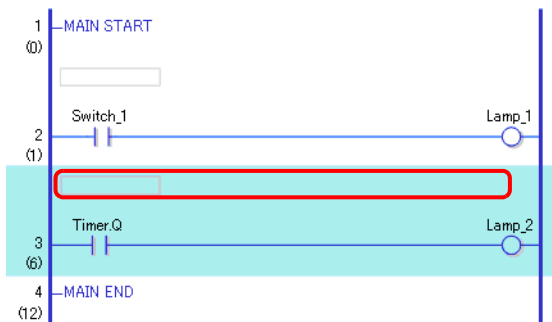 1 MAIN START
(0)
Switch_1 Lamp_1
2
(1)
Timer.Q Lamp_2
3
(6)
4 MAIN END
(12)